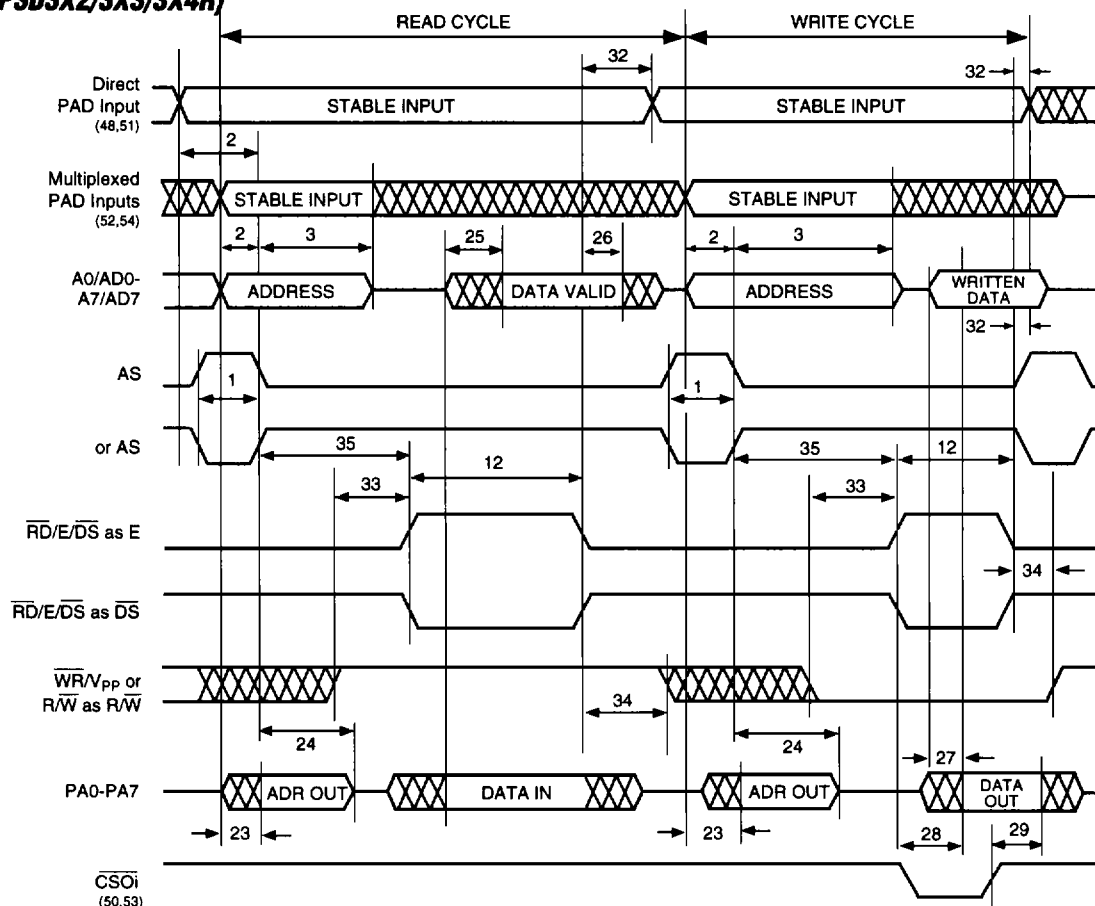 PSD3X2/3X3/3X4R)
READ CYCLE
WRITE CYCLE
32
32
Direct
PAD Input
(48,51)
STABLE INPUT
STABLE INPUT
2
Multiplexed
PAD Inputs
(52,54)
STABLE INPUT
STABLE INPUT
2
3
25
26
2
3
A0/AD0-
A7/AD7
ADDRESS
DATA VALID
ADDRESS
WRITTEN
DATA
32
AS
1
1
or AS
35
12
35
12
33
33
RD/E/DS as E
34
RD/E/DS as DS
WR/VPP or
R/W as R/W
34
24
24
27
PA0-PA7
ADR OUT
DATA IN
ADR OUT
DATA
OUT
23
23
28
29
CSOi
(50,53)